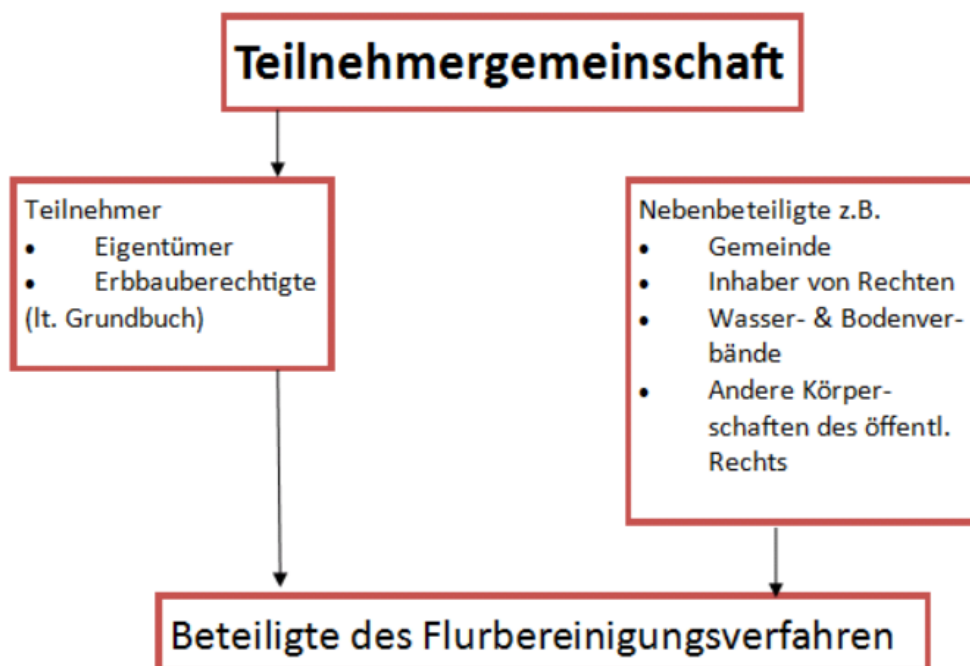 Teilnehmergemeinschaft
Teilnehmer
• Eigentümer
• Erbbauberechtigte
(lt. Grundbuch)
Nebenbeteiligte z.B.
• Gemeinde
• Inhaber von Rechten
• Wasser- & Bodenver-
bände
• Andere Körper-
schaften des öffentl.
Rechts
Beteiligte des Flurbereinigungsverfahren